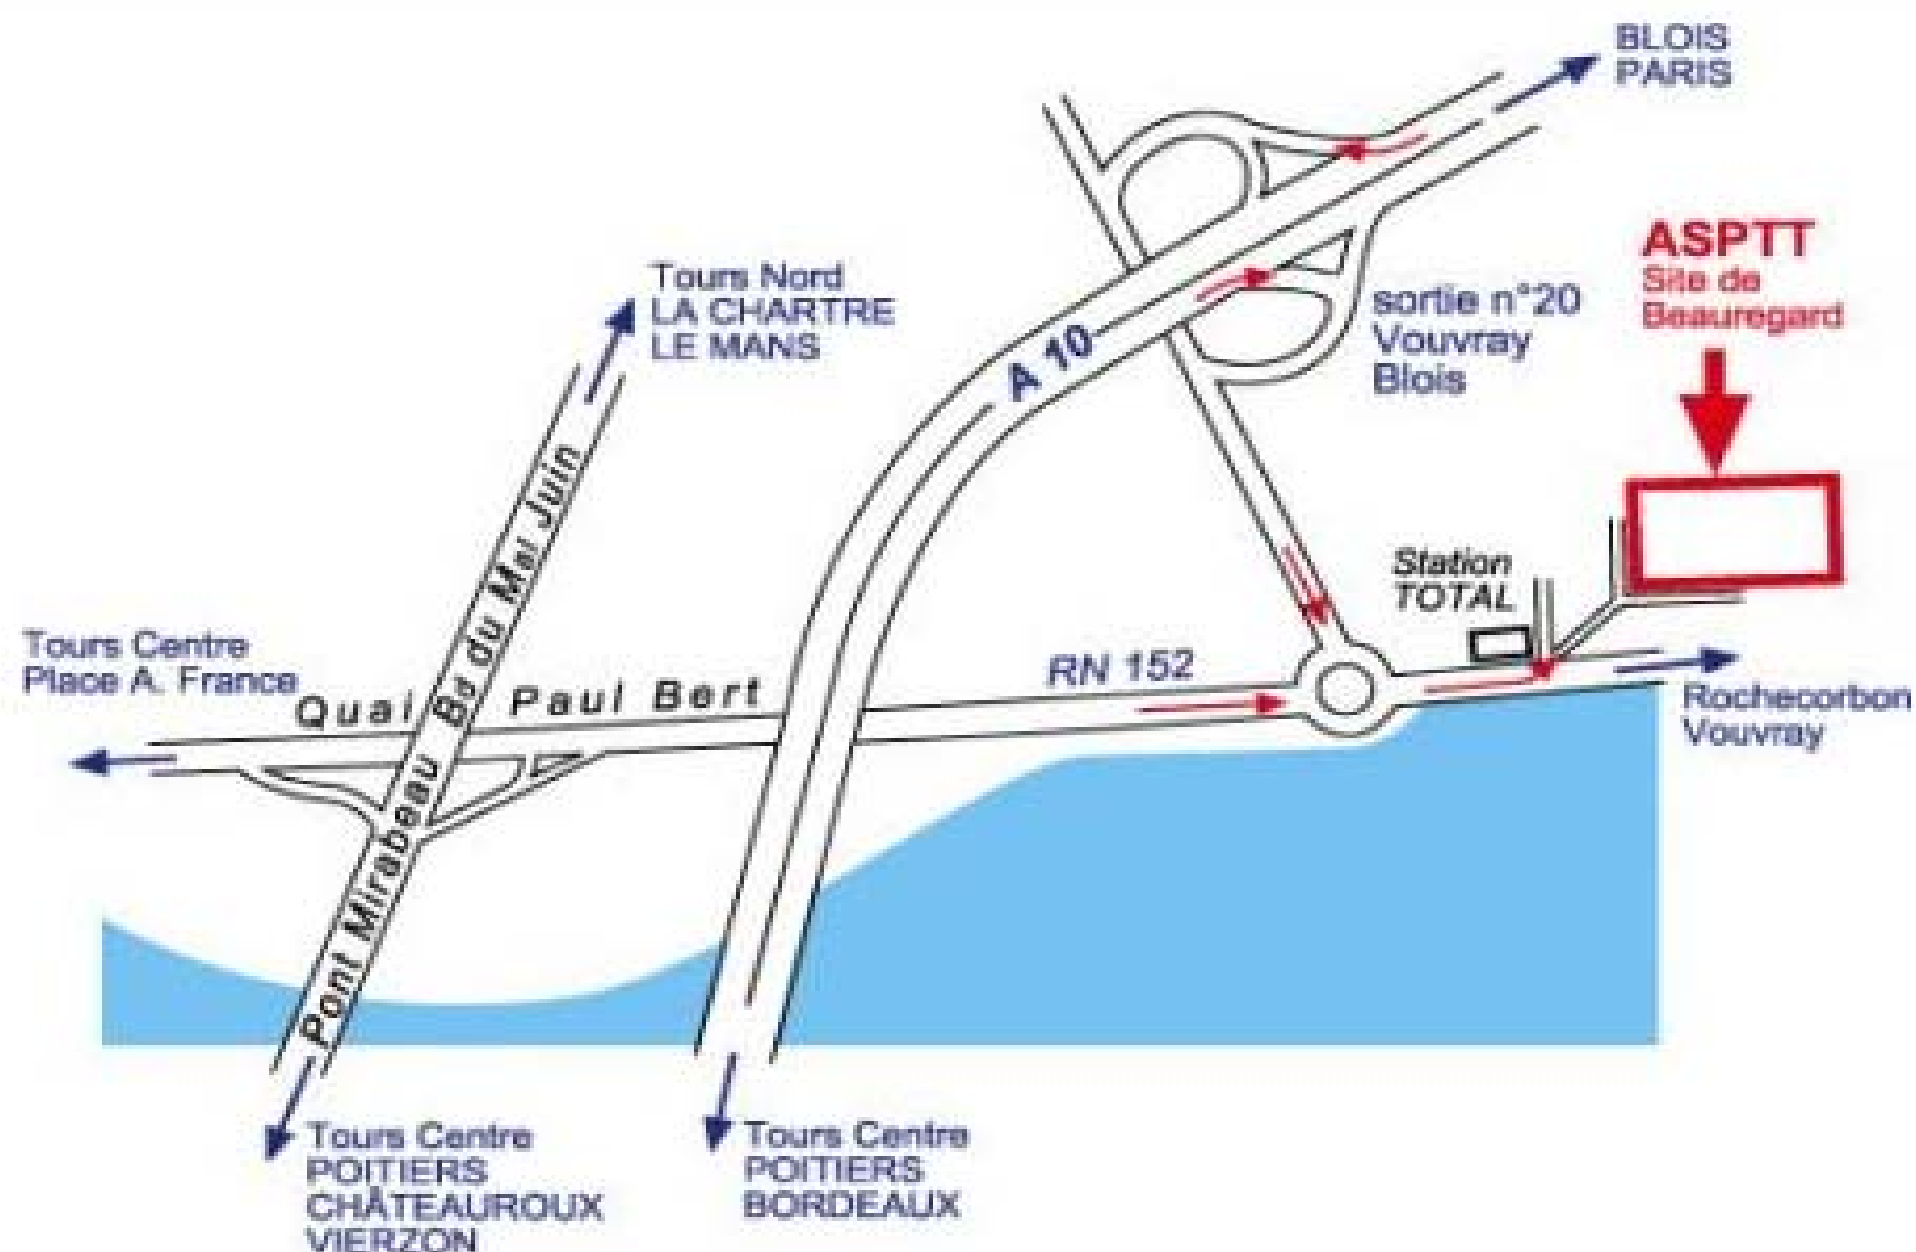 BLOIS
PARIS
ASPTT
Site de
Beauregard
Tours Nord
LA CHARTRE
LE MANS
sortie n°20
Vouvray
Blois
A 10
Bd du Mal Juin
Station
TOTAL
Tours Centre
Place A. France
Quai Paul Bert
RN 152
Rochecorbon
Vouvray
Pont Mirabeau
Tours Centre
POITIERS
CHÂTEAUROUX
VIERZON
Tours Centre
POITIERS
BORDEAUX